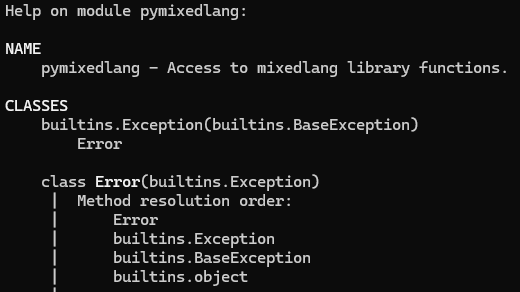 Help on module pymixedlang:
NAME
    pymixedlang - Access to mixedlang library functions.
CLASSES
    builtins.Exception(builtins.BaseException)
        Error
    class Error(builtins.Exception)
     |  Method resolution order:
     |      Error
     |      builtins.Exception
     |      builtins.BaseException
     |      builtins.object
     |